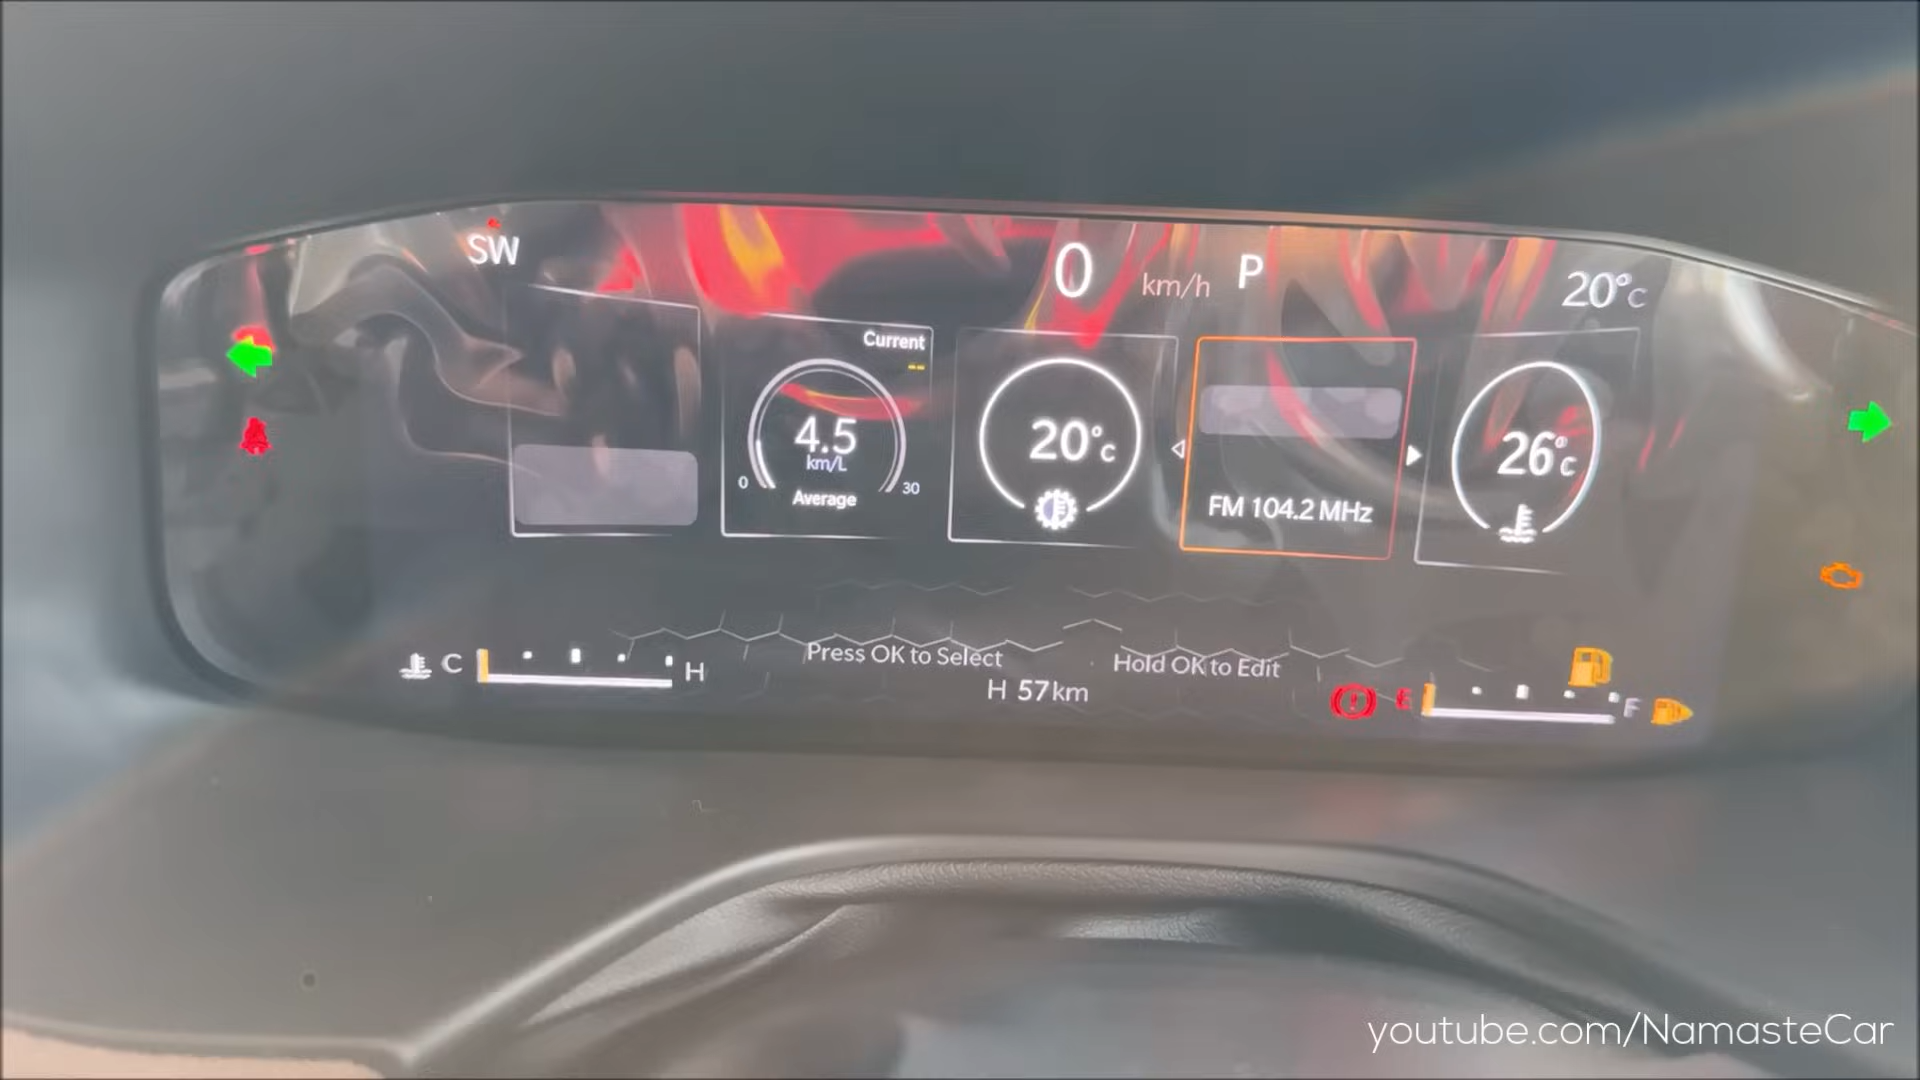 SW
0 km/h P
20°C
Current
--
4.5
km/L
0 30
Average
20°C
FM 104.2 MHz
26°C
C H
Press OK to Select
Hold OK to Edit
H 57km
E F
youtube.com/NamasteCar